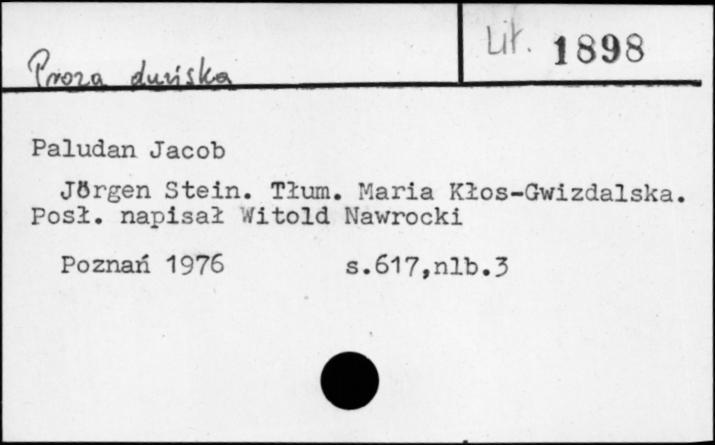 Proza duńska
Lit. 1898
Paludan Jacob
Jörgen Stein. Tłum. Maria Kłos-Gwizdalska.
Posł. napisał Witold Nawrocki
Poznań 1976 s.617,nlb.3